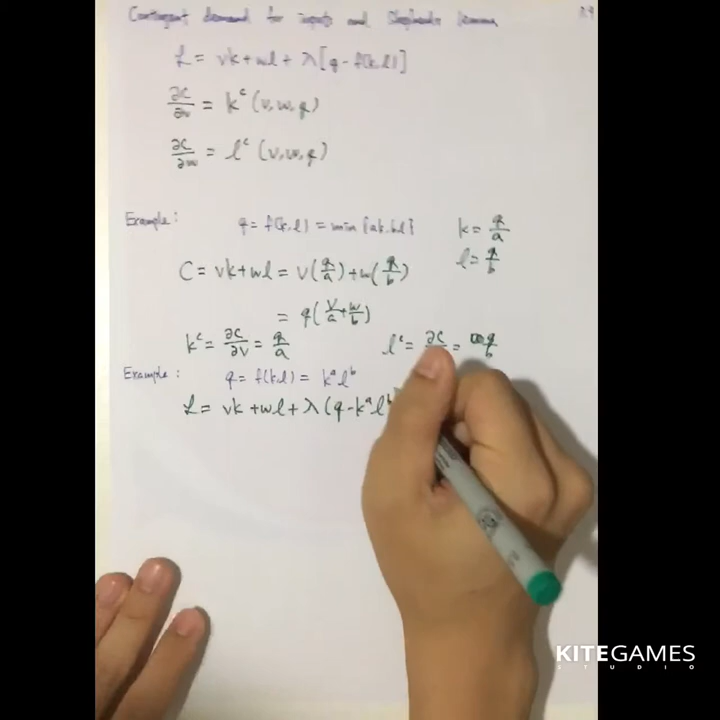 Contingent demand for inputs and Shephard's lemma
ℒ = vk + wl + λ[q - f(k,l)]
∂C/∂v = k^c (v, w, q)
∂C/∂w = l^c (v, w, q)
Example: q = f(k,l) = min {ak, bl} k = q/a
C = vk + wl = v(q/a) + w(q/b) l = q/b
= q(v/a + w/b)
k^c = ∂C/∂v = q/a l^c = ∂C = q/b
Example: q = f(k,l) = k^a l^b
ℒ = vk + wl + λ(q - k^a l^b
KITEGAMES
STUDIO